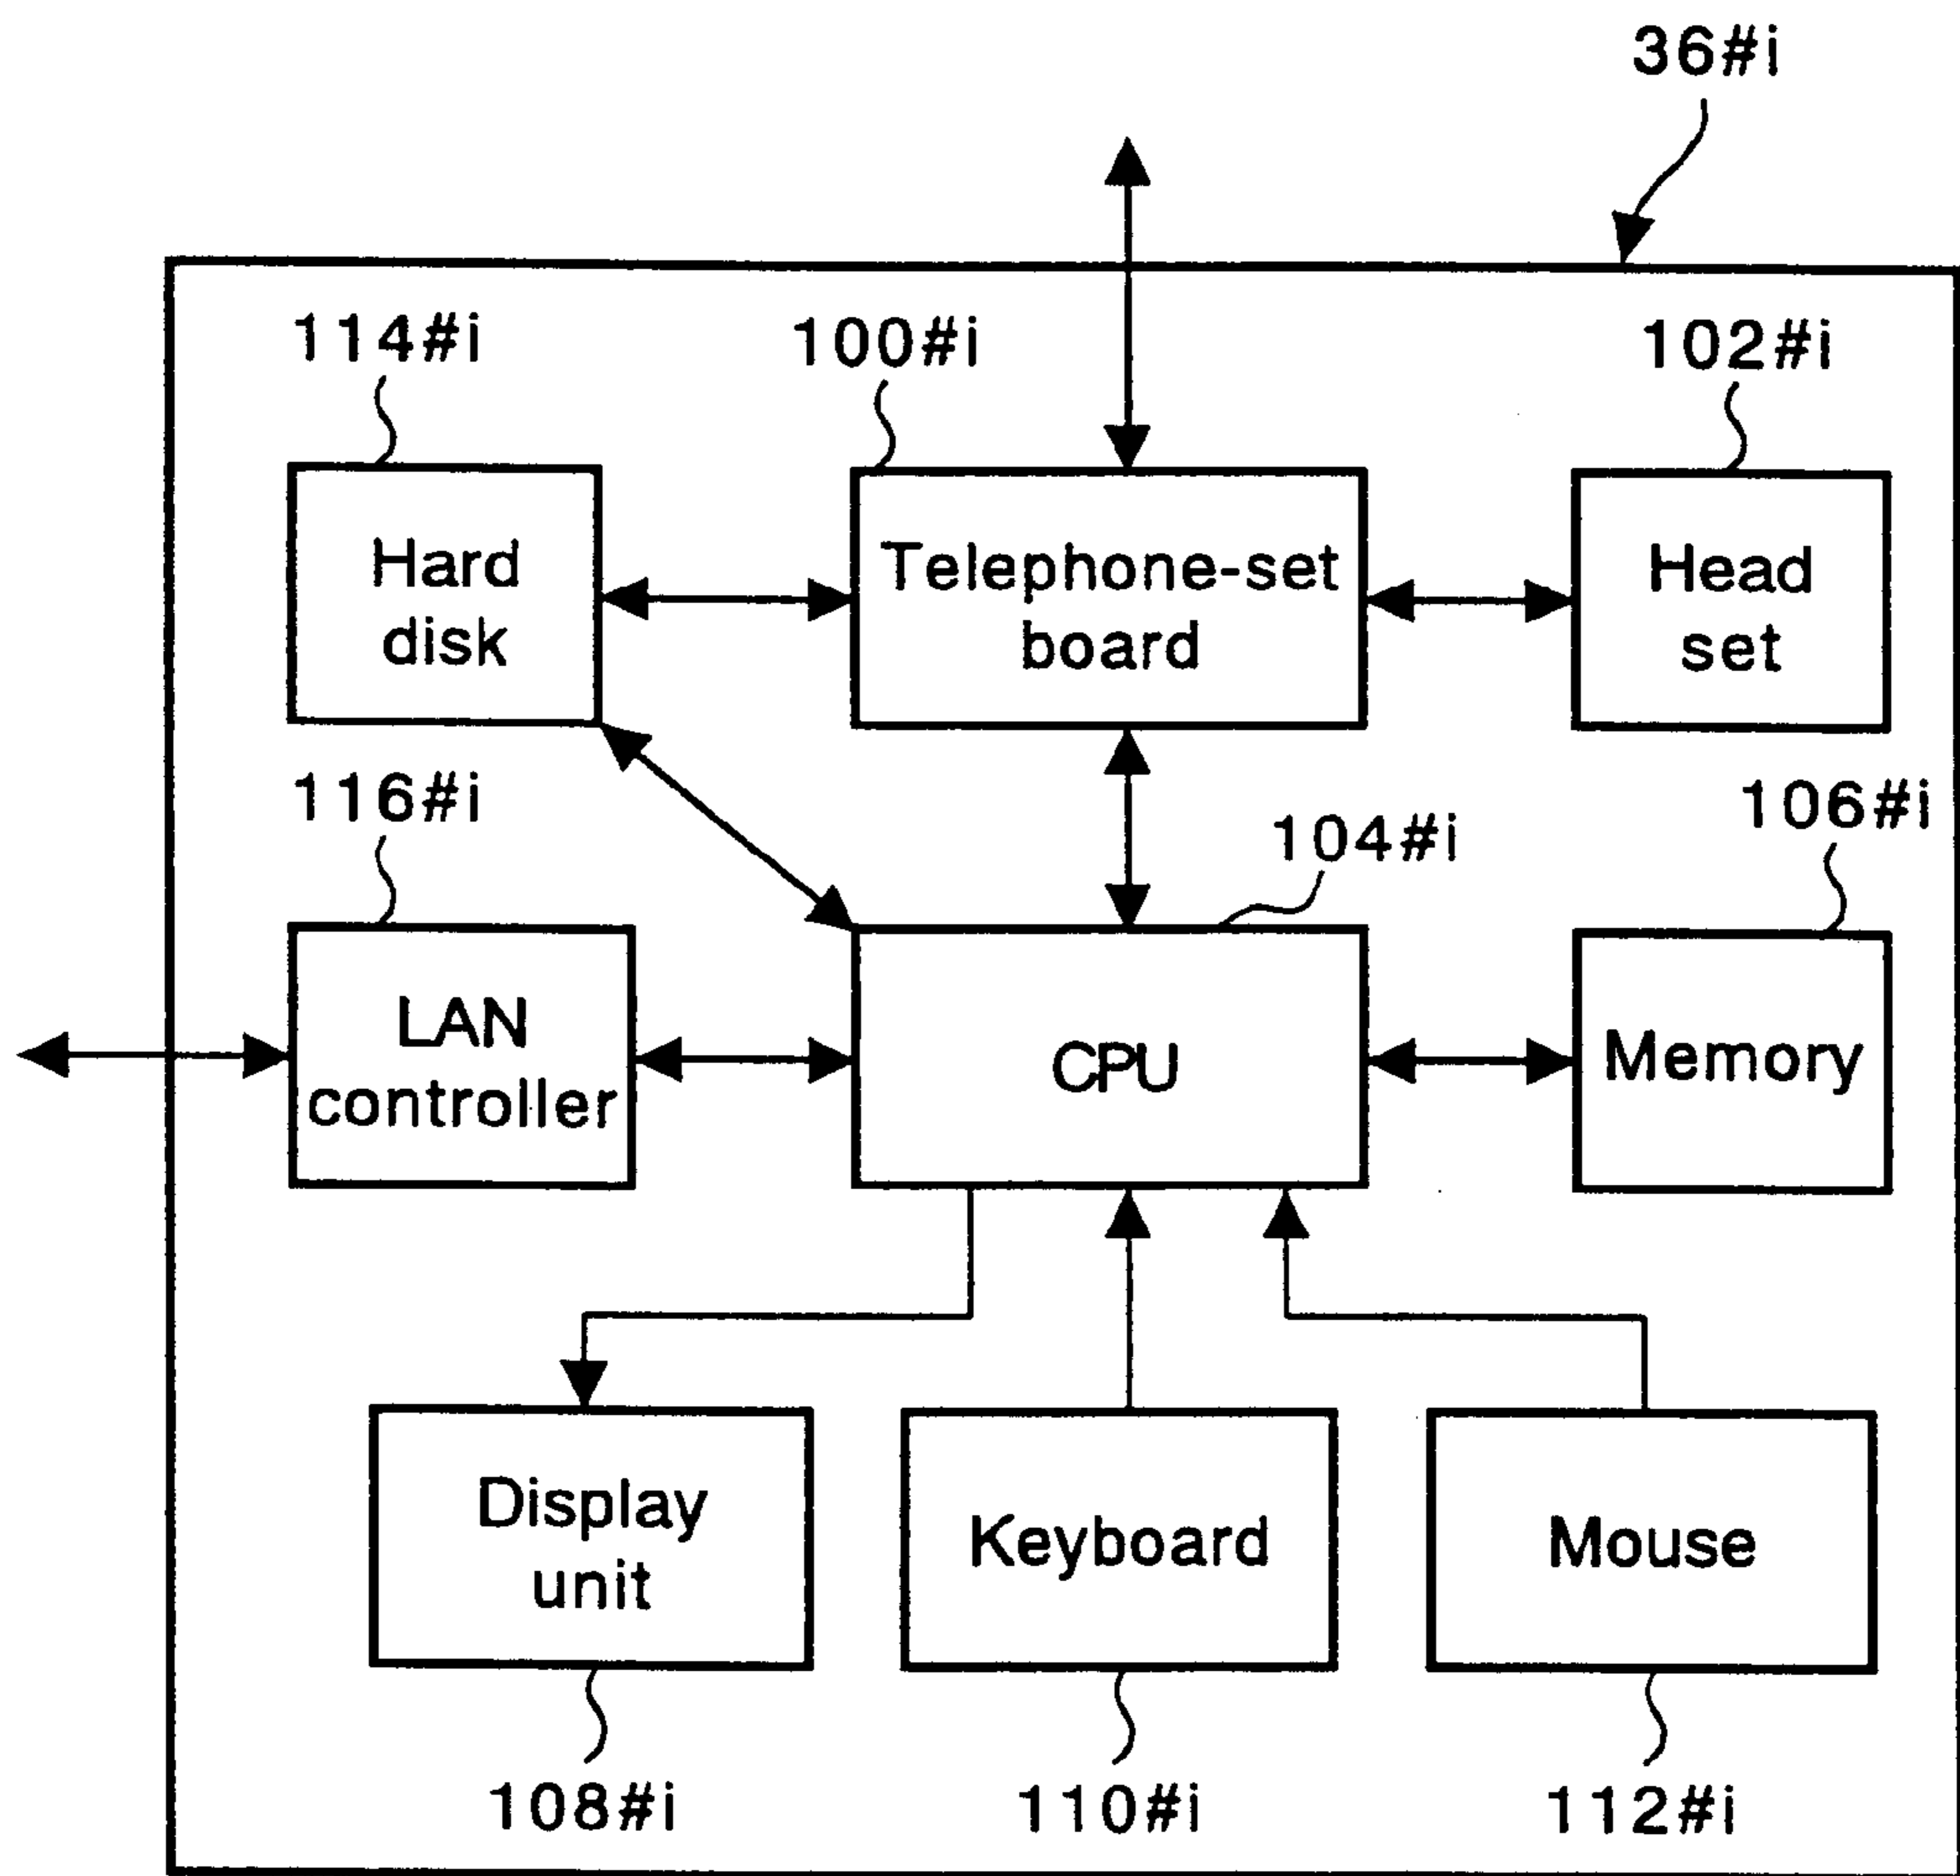 36#i
114#i
100#i
102#i
Hard
disk
Telephone-set
board
Head
set
116#i
104#i
106#i
LAN
controller
CPU
Memory
Display
unit
Keyboard
Mouse
108#i
110#i
112#i